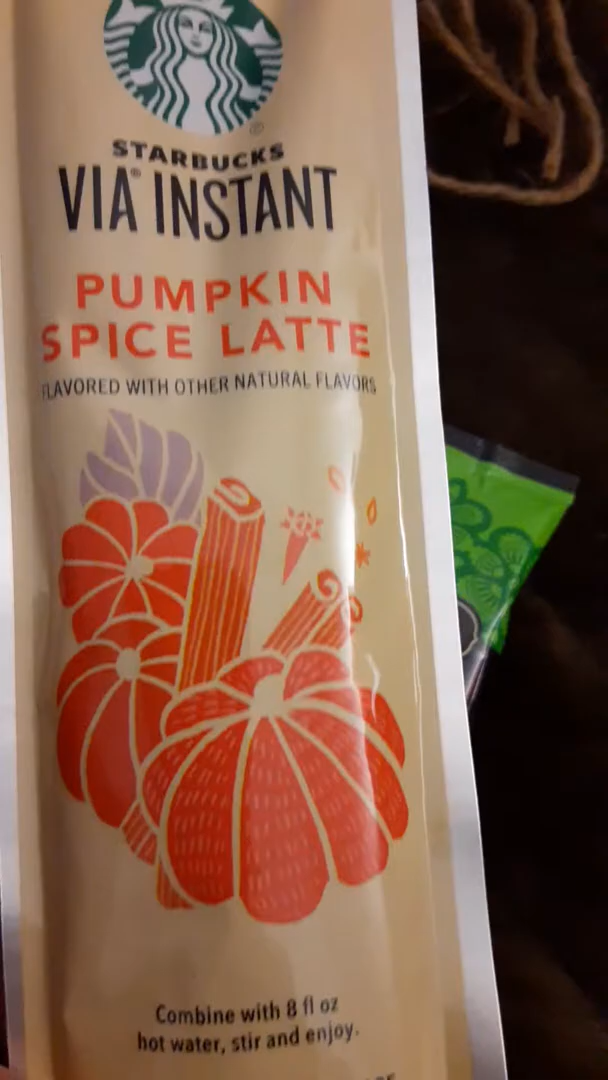 STARBUCKS
VIA® INSTANT
PUMPKIN
SPICE LATTE
FLAVORED WITH OTHER NATURAL FLAVORS
Combine with 8 fl oz
hot water, stir and enjoy.